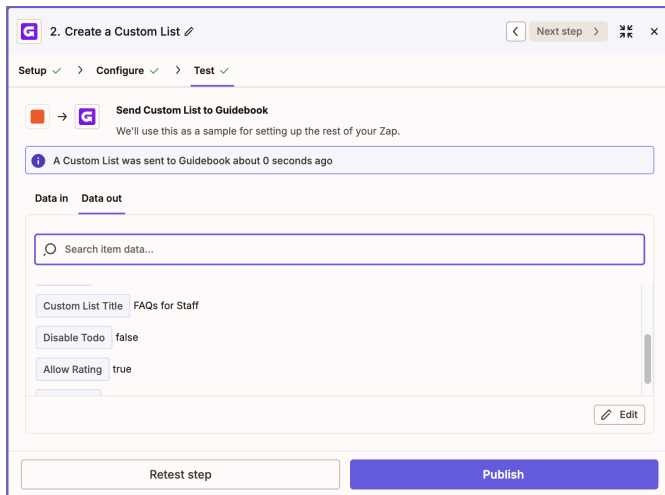 2. Create a Custom List
Next step
Setup
Configure
Test
Send Custom List to Guidebook
We'll use this as a sample for setting up the rest of your Zap.
A Custom List was sent to Guidebook about 0 seconds ago
Data in Data out
Search item data...
Custom List Title FAQs for Staff
Disable Todo false
Allow Rating true
Edit
Retest step
Publish